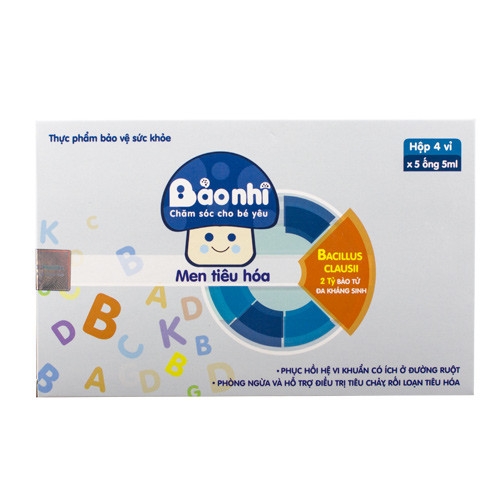 Thực phẩm bảo vệ sức khỏe
Hộp 4 vỉ
x 5 ống 5ml
Bảo nhi
Chăm sóc cho bé yêu
Men tiêu hóa
BACILLUS
CLAUSII
2 TỶ BÀO TỬ
ĐA KHÁNG SINH
B
A
D
K
A
D
B
C
K
B
B
A
D
B
• PHỤC HỒI HỆ VI KHUẨN CÓ ÍCH Ở ĐƯỜNG RUỘT
• PHÒNG NGỪA VÀ HỖ TRỢ ĐIỀU TRỊ TIÊU CHẢY, RỐI LOẠN TIÊU HÓA